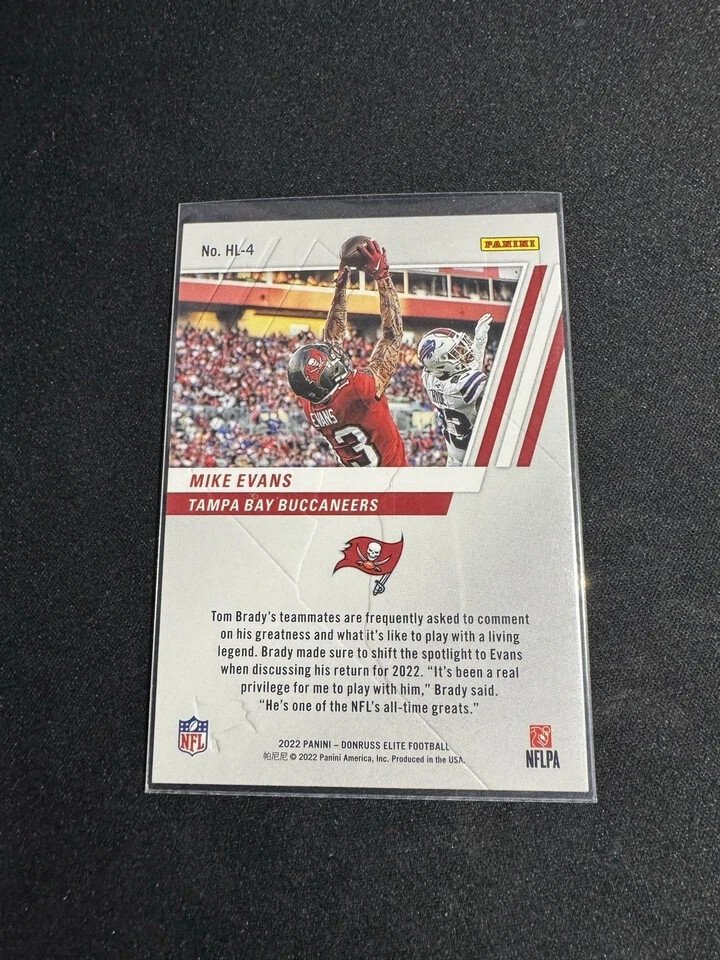 No. HL-4
PANINI
EVANS
3
MIKE EVANS
TAMPA BAY BUCCANEERS
Tom Brady's teammates are frequently asked to comment
on his greatness and what it's like to play with a living
legend. Brady made sure to shift the spotlight to Evans
when discussing his return for 2022. “It's been a real
privilege for me to play with him,” Brady said.
“He's one of the NFL's all-time greats.”
NFL
2022 PANINI – DONRUSS ELITE FOOTBALL
帕尼尼 © 2022 Panini America, Inc. Produced in the USA.
NFLPA